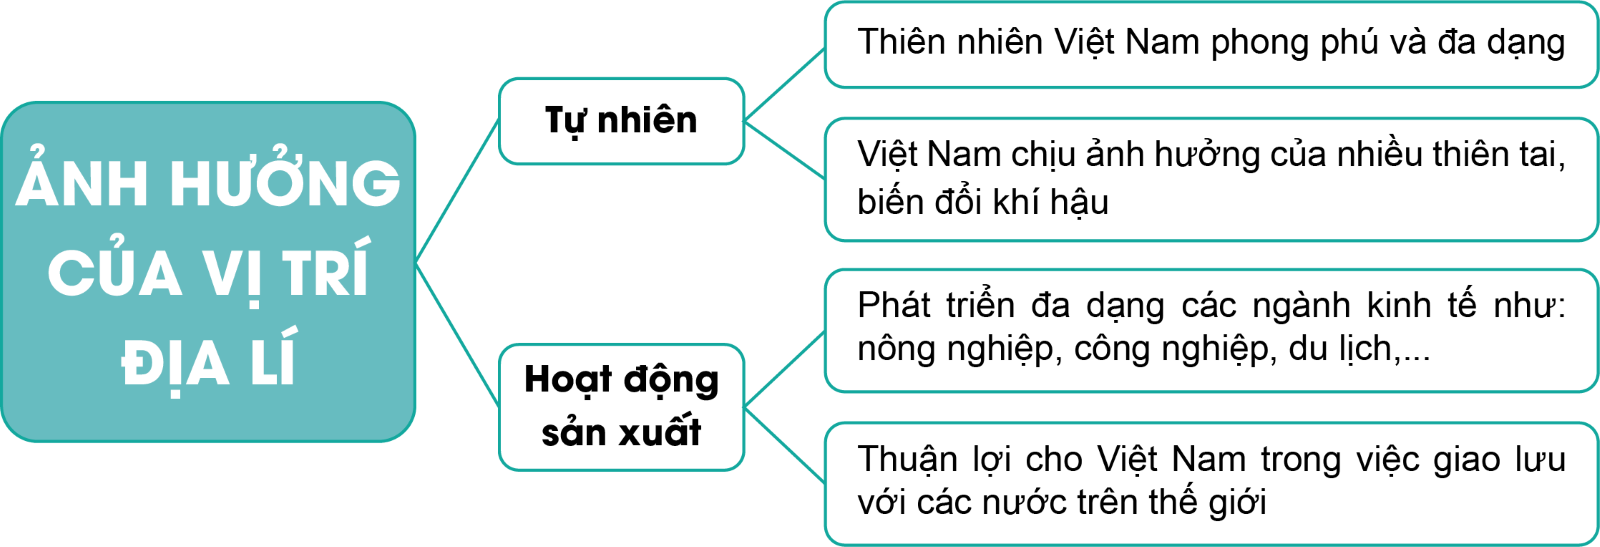 ẢNH HƯỞNG
CỦA VỊ TRÍ
ĐỊA LÍ
Tự nhiên
Thiên nhiên Việt Nam phong phú và đa dạng
Việt Nam chịu ảnh hưởng của nhiều thiên tai,
biến đổi khí hậu
Hoạt động
sản xuất
Phát triển đa dạng các ngành kinh tế như:
nông nghiệp, công nghiệp, du lịch,...
Thuận lợi cho Việt Nam trong việc giao lưu
với các nước trên thế giới